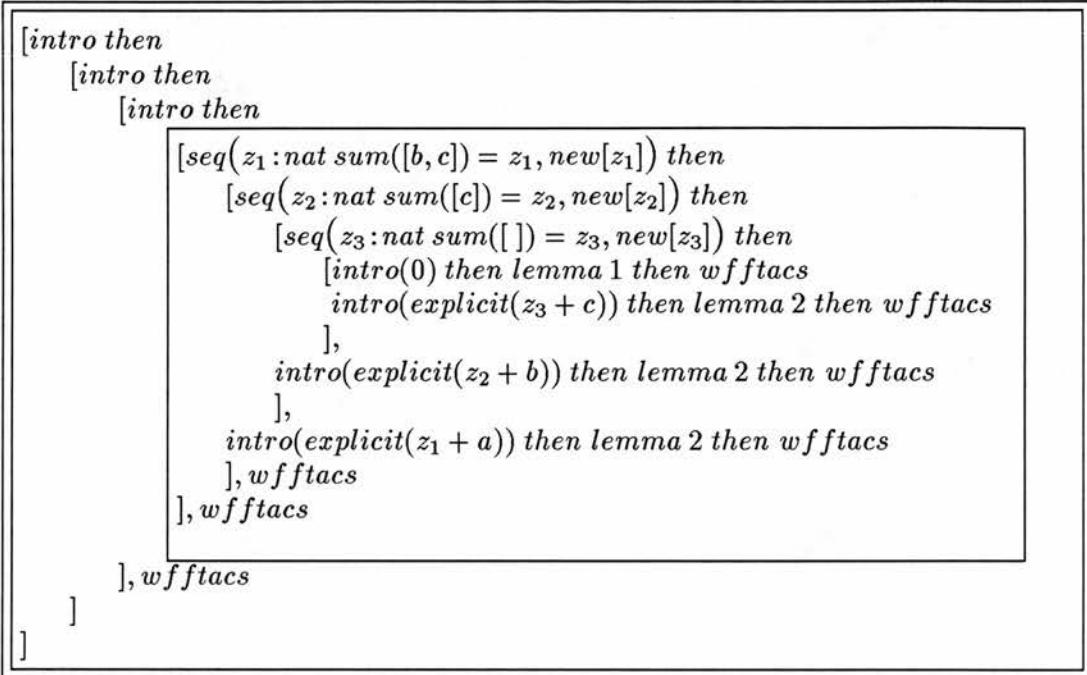 [intro then
[intro then
[intro then
[seq(z₁:nat sum([b, c]) = z₁, new[z₁]) then
[seq(z₂:nat sum([c]) = z₂, new[z₂]) then
[seq(z₃:nat sum([ ]) = z₃, new[z₃]) then
[intro(0) then lemma 1 then wfftacs
intro(explicit(z₃ + c)) then lemma 2 then wfftacs
],
intro(explicit(z₂ + b)) then lemma 2 then wfftacs
],
intro(explicit(z₁ + a)) then lemma 2 then wfftacs
], wfftacs
], wfftacs
], wfftacs
]
]